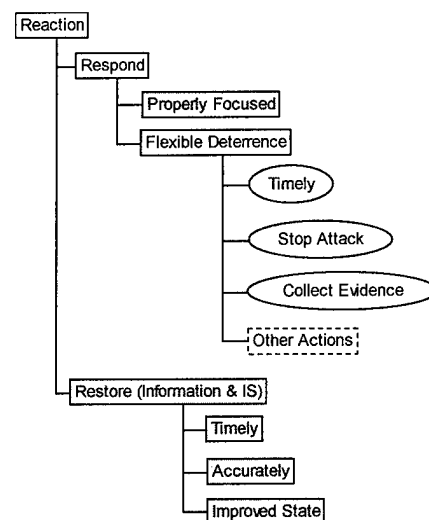 Reaction
Respond
Properly Focused
Flexible Deterrence
Timely
Stop Attack
Collect Evidence
Other Actions
Restore (Information & IS)
Timely
Accurately
Improved State